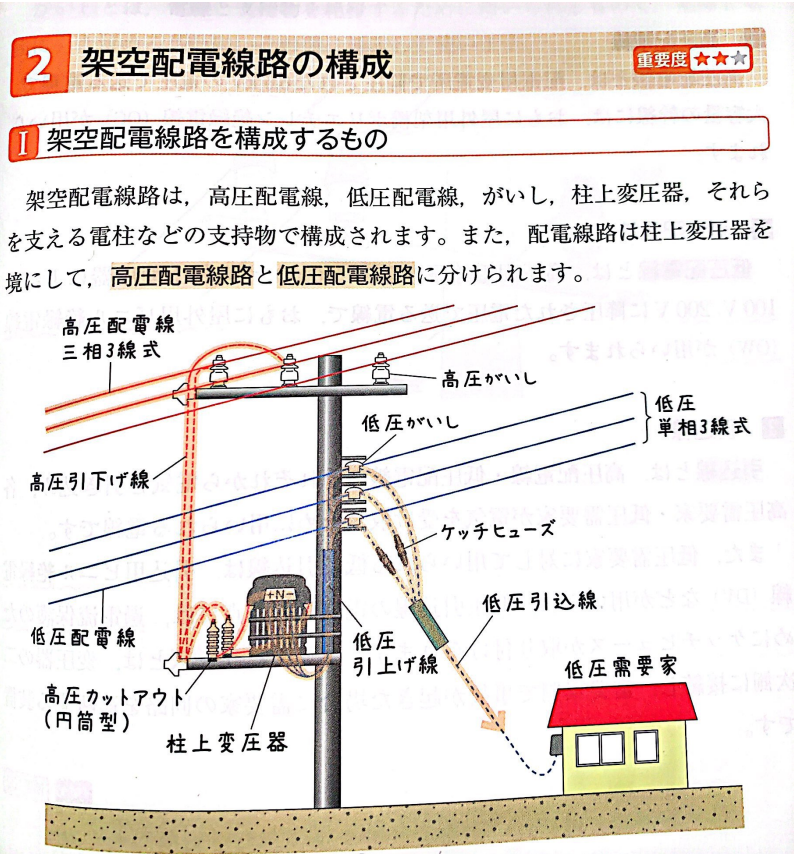 2 架空配電線路の構成
重要度 ★★★
I 架空配電線路を構成するもの
架空配電線路は，高圧配電線，低圧配電線，がいし，柱上変圧器，それら
を支える電柱などの支持物で構成されます。また，配電線路は柱上変圧器を
境にして，高圧配電線路と低圧配電線路に分けられます。
高圧配電線
三相3線式
高圧がいし
低圧がいし
低圧
単相3線式
高圧引下げ線
ケッチヒューズ
+N-
低圧引込線
低圧配電線
低圧
引上げ線
低圧需要家
高圧カットアウト
(円筒型)
柱上変圧器